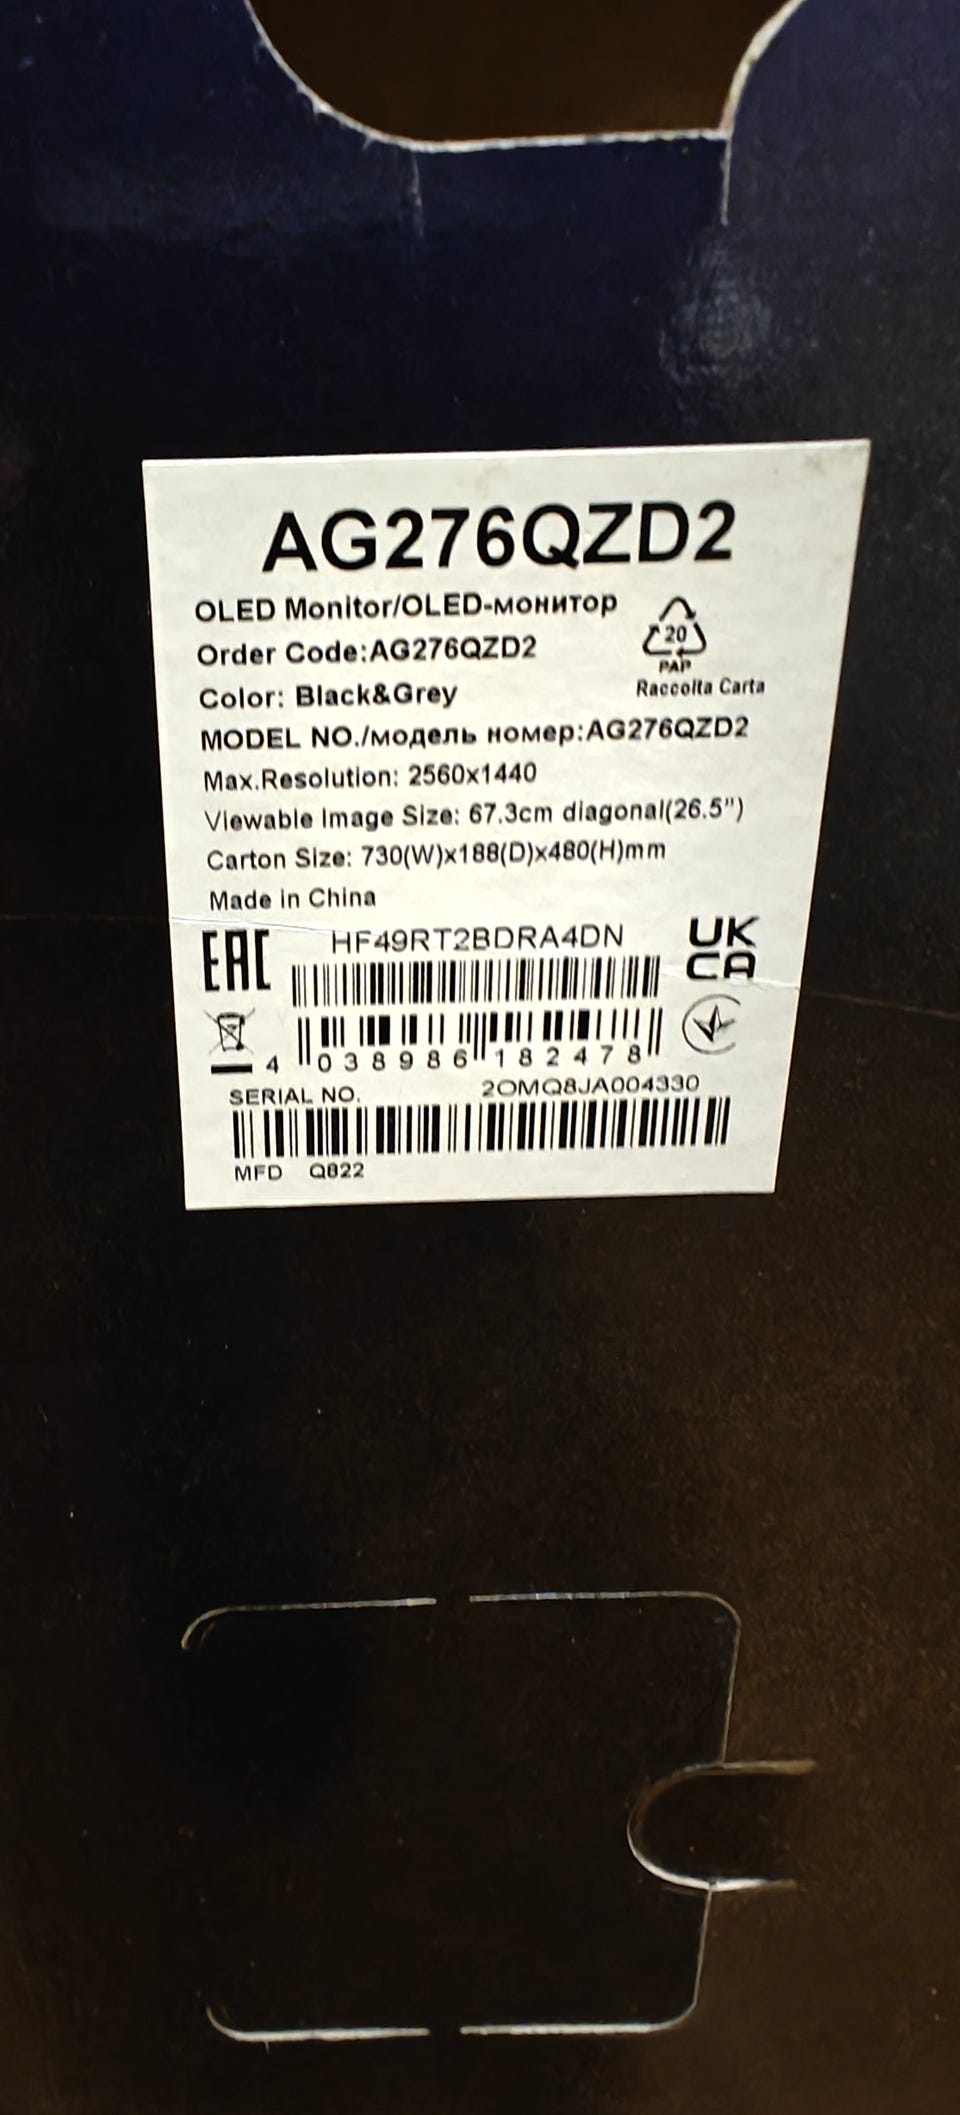 AG276QZD2
OLED Monitor/OLED-монитор
Order Code:AG276QZD2
20
PAP
Raccolta Carta
Color: Black&Grey
MODEL NO./модель номер:AG276QZD2
Max.Resolution: 2560x1440
Viewable Image Size: 67.3cm diagonal(26.5")
Carton Size: 730(W)x188(D)x480(H)mm
Made in China
EAC
HF49RT2BDRA4DN
UK
CA
4 038986 182478
SERIAL NO. 2OMQ8JA004330
MFD Q822